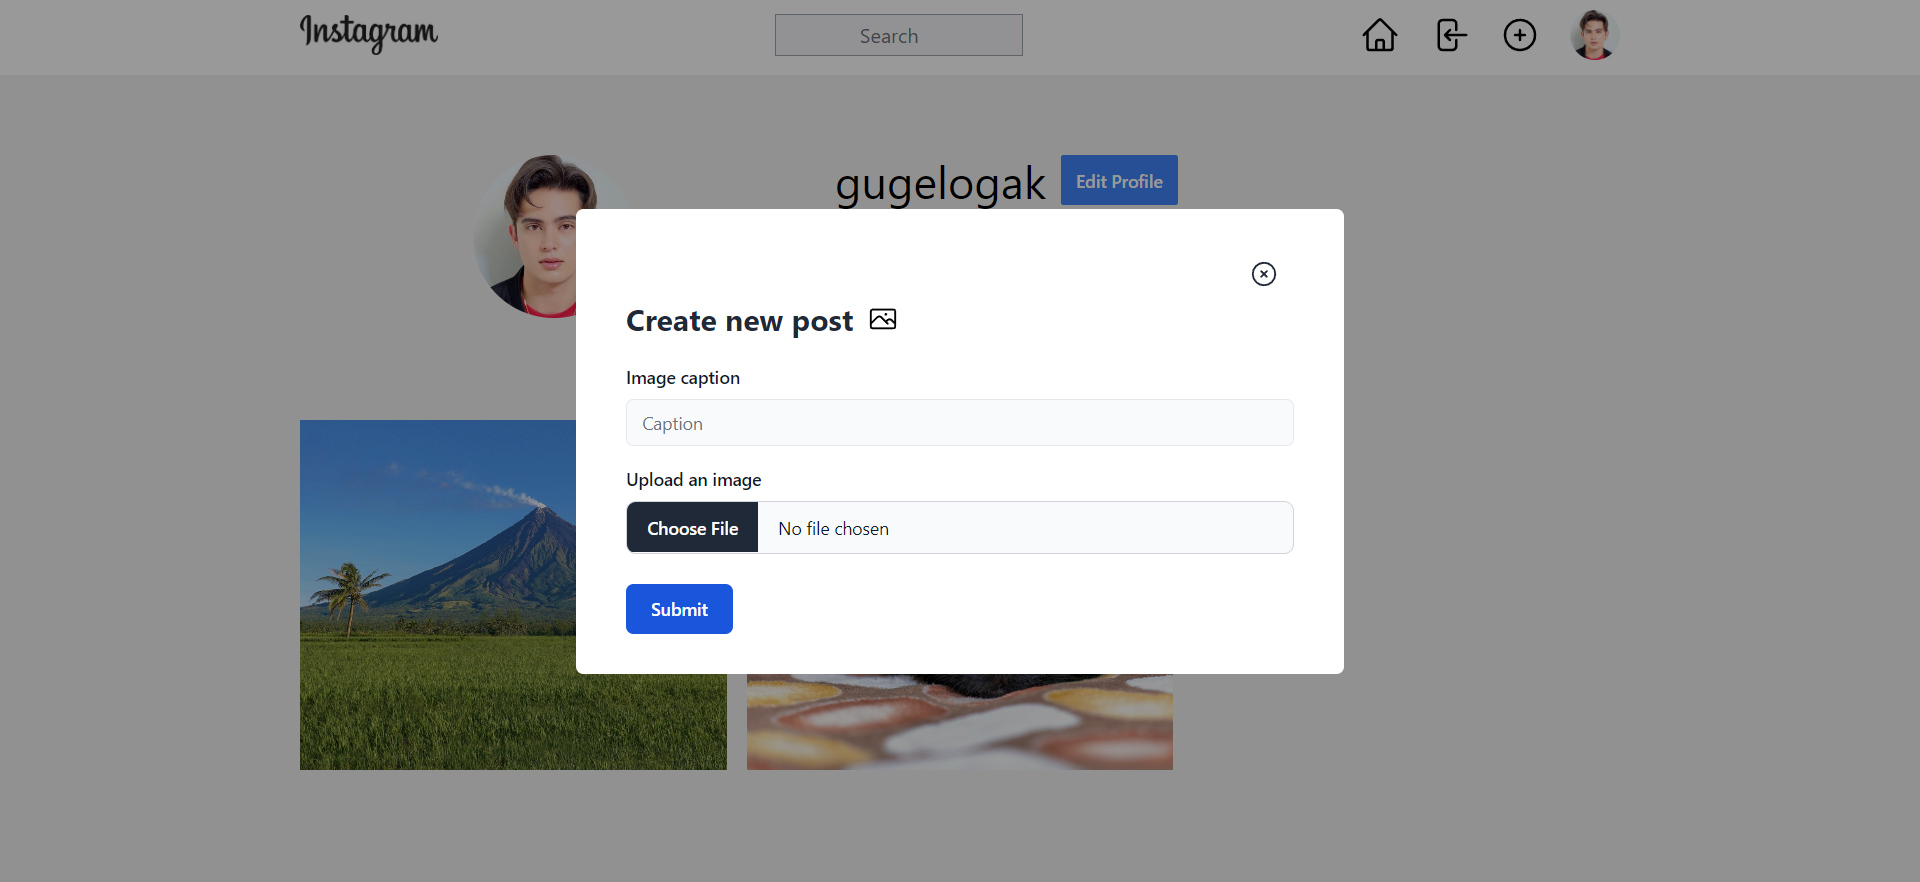 Instagram
Search
gugelogak
Edit Profile
Create new post
Image caption
Caption
Upload an image
Choose File
No file chosen
Submit